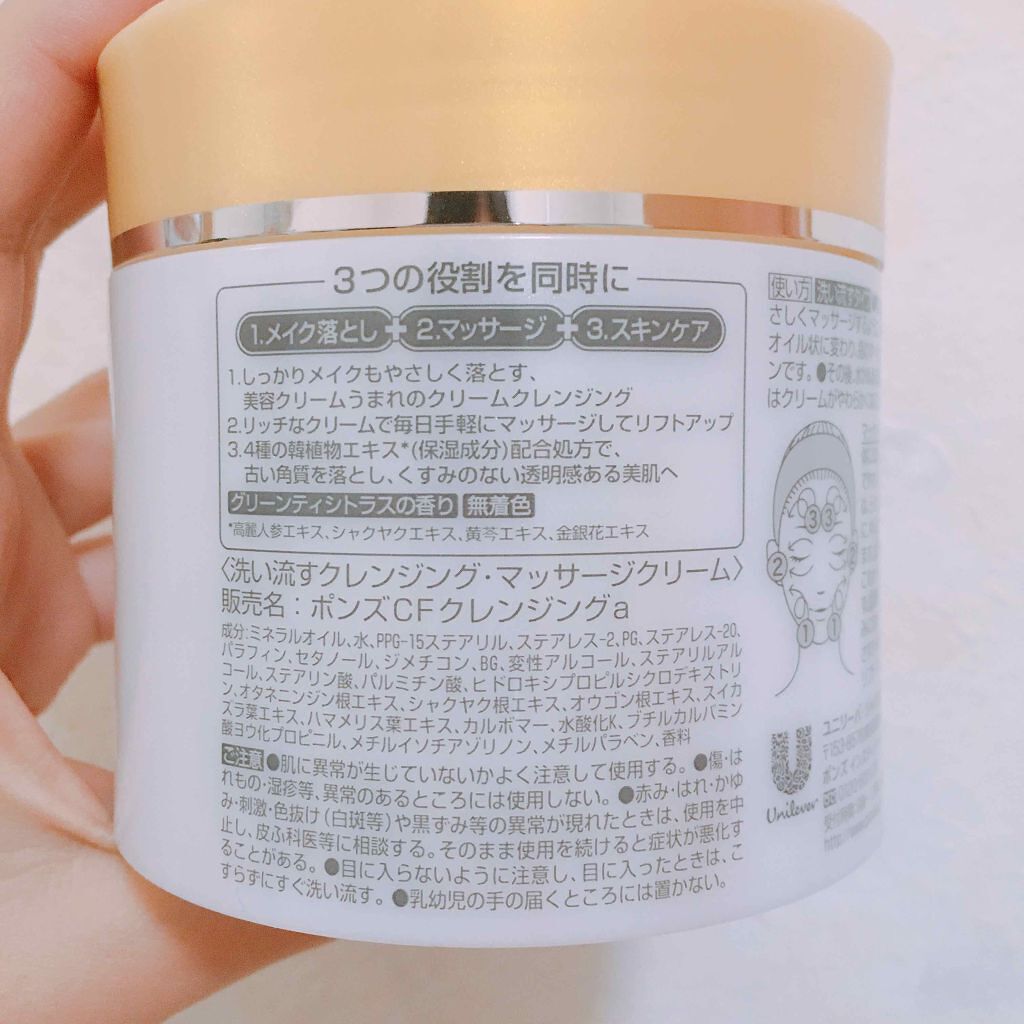 3つの役割を同時に
1.メイク落とし+2.マッサージ+3.スキンケア
1.しっかりメイクもやさしく落とす、
美容クリームうまれのクリームクレンジング
2.リッチなクリームで毎日手軽にマッサージしてリフトアップ
3.4種の韓植物エキス*(保湿成分)配合処方で、
古い角質を落とし、くすみのない透明感ある美肌へ
グリーンティシトラスの香り 無着色
*高麗人参エキス、シャクヤクエキス、黄芩エキス、金銀花エキス
〈洗い流すクレンジング・マッサージクリーム〉
販売名:ポンズCFクレンジングa
成分:ミネラルオイル、水、PPG-15ステアリル、ステアレス-2、PG、ステアレス-20、
パラフィン、セタノール、ジメチコン、BG、変性アルコール、ステアリルアル
コール、ステアリン酸、パルミチン酸、ヒドロキシプロピルシクロデキストリ
ン、オタネニンジン根エキス、シャクヤク根エキス、オウゴン根エキス、スイカ
ズラ葉エキス、ハマメリス葉エキス、カルボマー、水酸化K、ブチルカルバミン
酸ヨウ化プロピニル、メチルイソチアゾリノン、メチルパラベン、香料
ご注意 ●肌に異常が生じていないかよく注意して使用する。●傷・は
れもの・湿疹等、異常のあるところには使用しない。●赤み・はれ・かゆ
み・刺激・色抜け(白斑等)や黒ずみ等の異常が現れたときは、使用を中
止し、皮ふ科医等に相談する。そのまま使用を続けると症状が悪化す
ることがある。●目に入らないように注意し、目に入ったときは、こ
すらずにすぐ洗い流す。●乳幼児の手の届くところには置かない。
使い方 洗い流すタイプ
さしくマッサージする
オイル状に変わり、
ンです。●その後、
はクリームがやわらか
3 3
2 2
1 1
Unilever
ユニリーバ